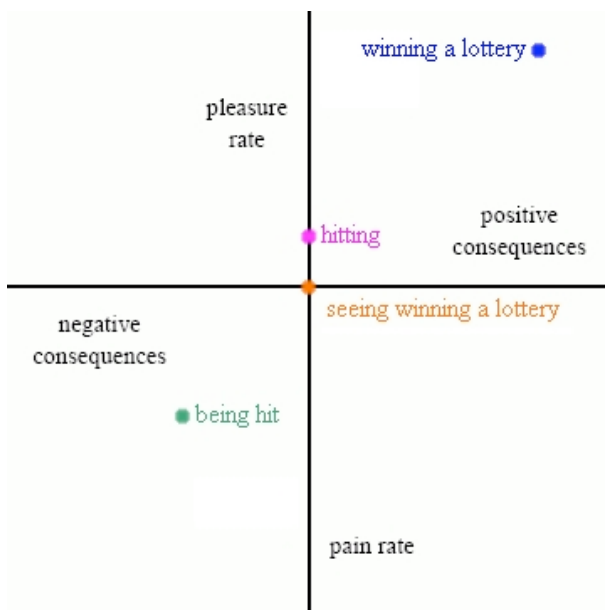 winning a lottery
pleasure
rate
hitting
positive
consequences
seeing winning a lottery
negative
consequences
being hit
pain rate